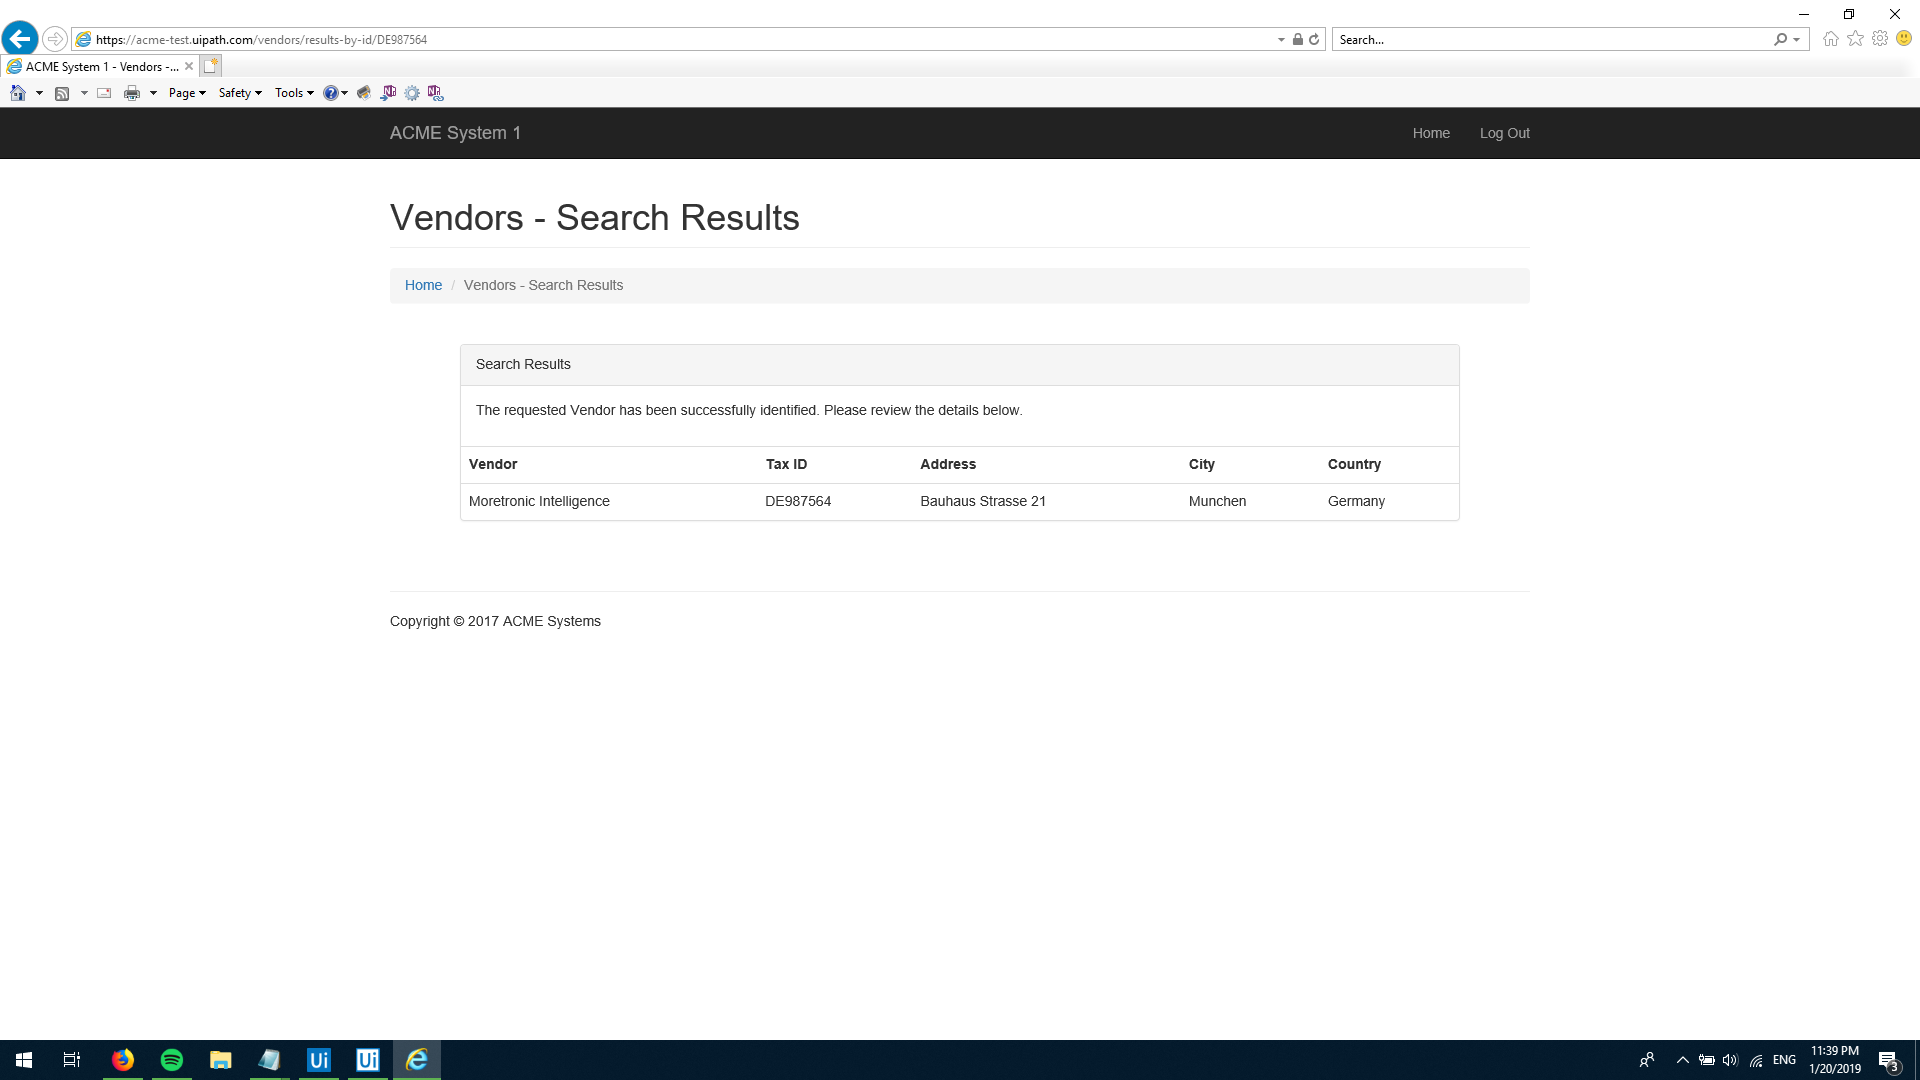 https://acme-test.uipath.com/vendors/results-by-id/DE987564
Search...
ACME System 1 - Vendors -...
Page Safety Tools
ACME System 1 Home Log Out
Vendors - Search Results
Home / Vendors - Search Results
Search Results
The requested Vendor has been successfully identified. Please review the details below.
Vendor Tax ID Address City Country
Moretronic Intelligence DE987564 Bauhaus Strasse 21 Munchen Germany
Copyright © 2017 ACME Systems
Ui Ui ENG 11:39 PM
1/20/2019
3